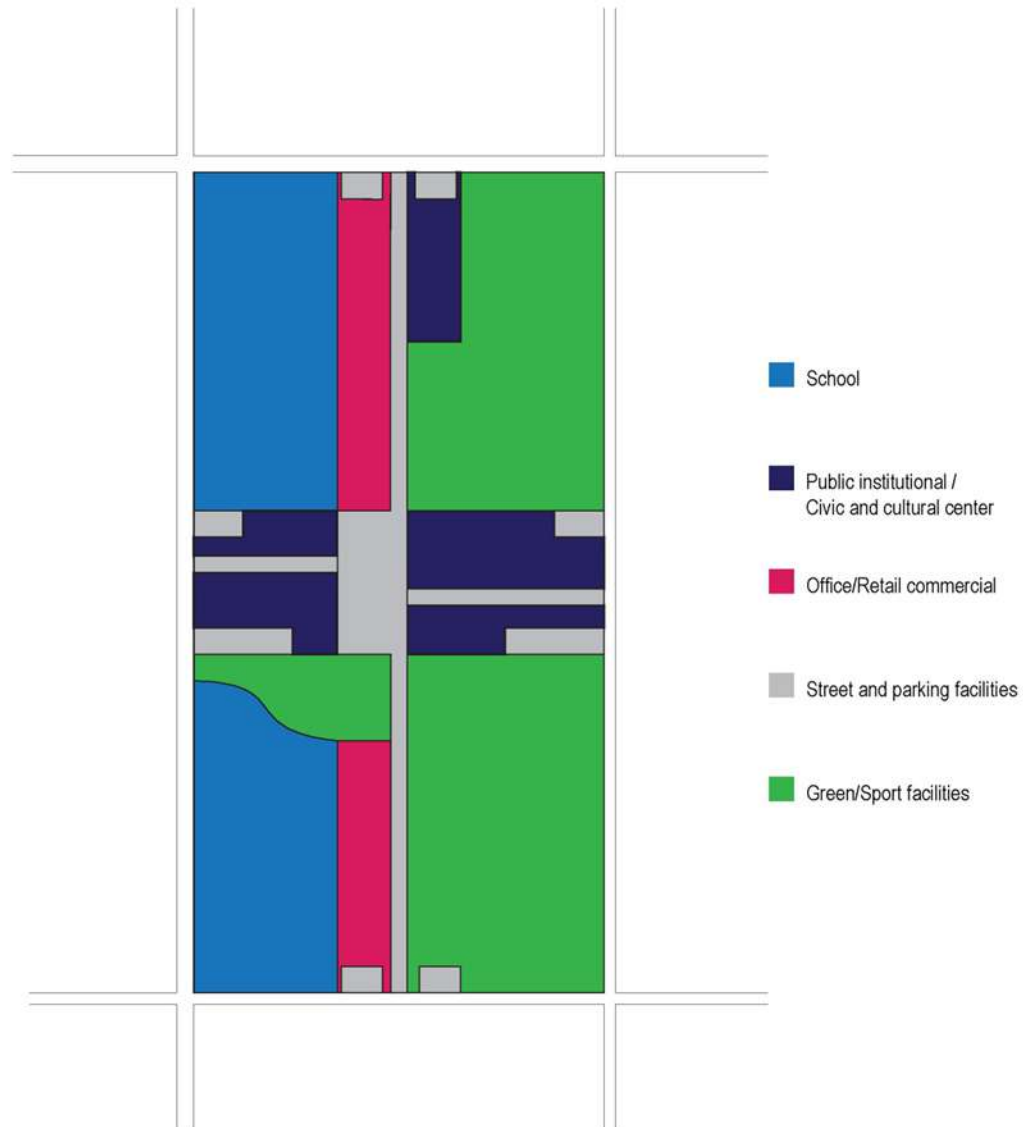 School
Public institutional /
Civic and cultural center
Office/Retail commercial
Street and parking facilities
Green/Sport facilities